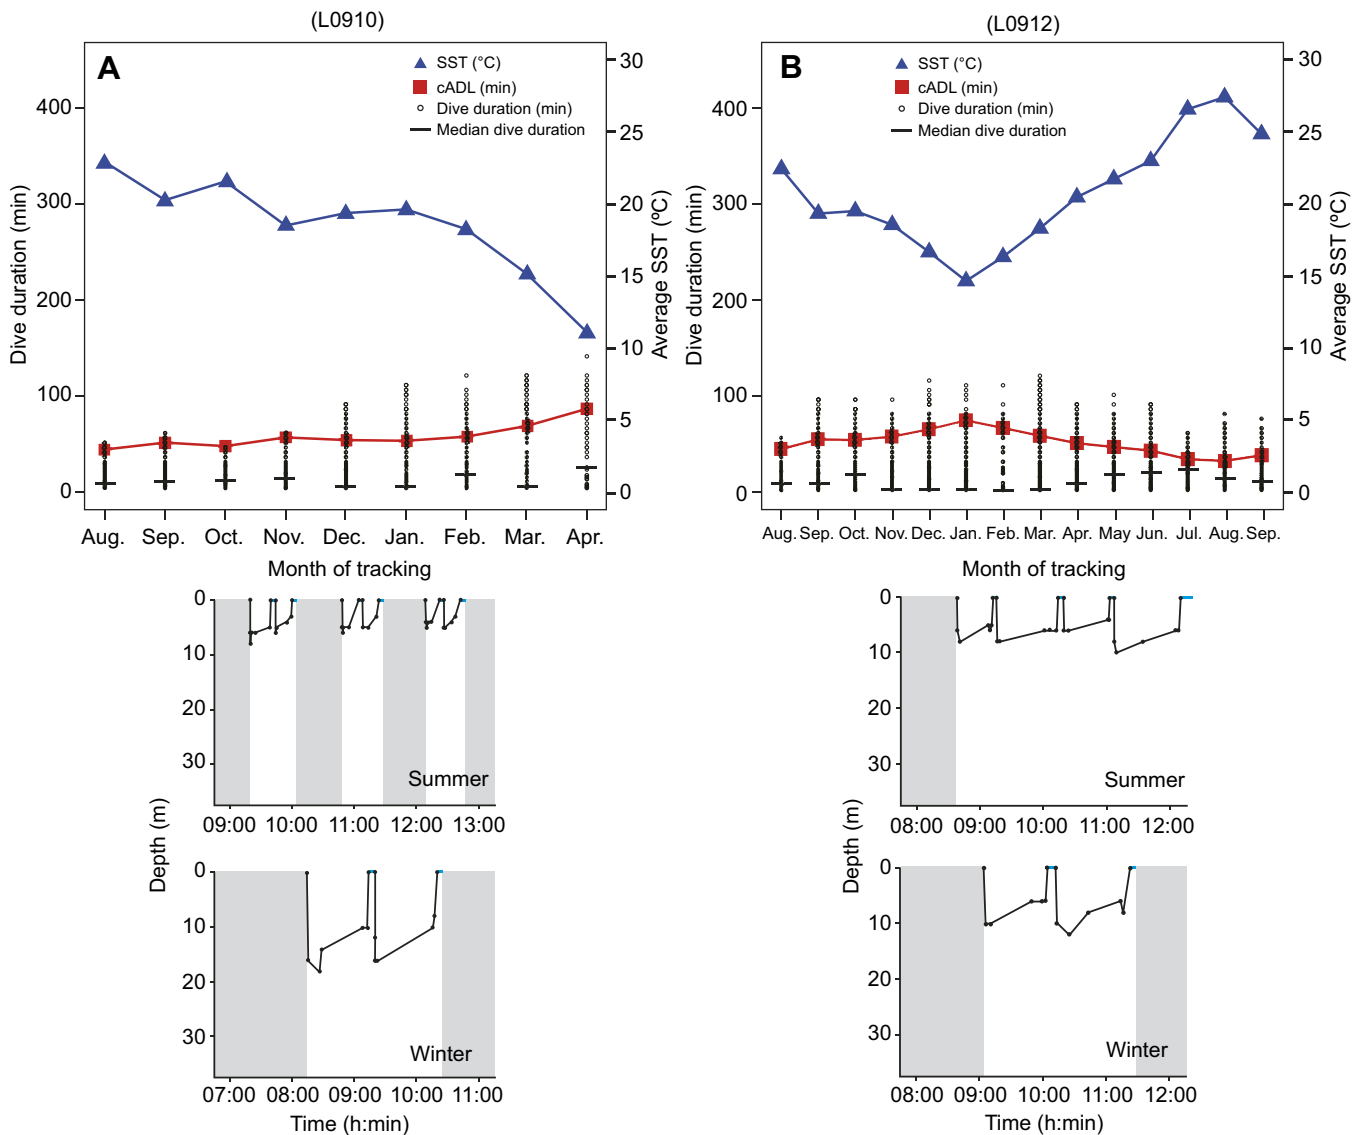 (L0910)
A
SST (°C)
cADL (min)
Dive duration (min)
Median dive duration
Dive duration (min)
400
300
200
100
0
30
25
20
15
10
5
0
Average SST (ºC)
Aug. Sep. Oct. Nov. Dec. Jan. Feb. Mar. Apr.
Month of tracking
(L0912)
B
SST (°C)
cADL (min)
Dive duration (min)
Median dive duration
Dive duration (min)
400
300
200
100
0
30
25
20
15
10
5
0
Average SST (ºC)
Aug. Sep. Oct. Nov. Dec. Jan. Feb. Mar. Apr. May Jun. Jul. Aug. Sep.
Month of tracking
Depth (m)
0
10
20
30
Summer
09:00 10:00 11:00 12:00 13:00
0
10
20
30
Winter
07:00 08:00 09:00 10:00 11:00
Time (h:min)
Depth (m)
0
10
20
30
Summer
08:00 09:00 10:00 11:00 12:00
0
10
20
30
Winter
08:00 09:00 10:00 11:00 12:00
Time (h:min)